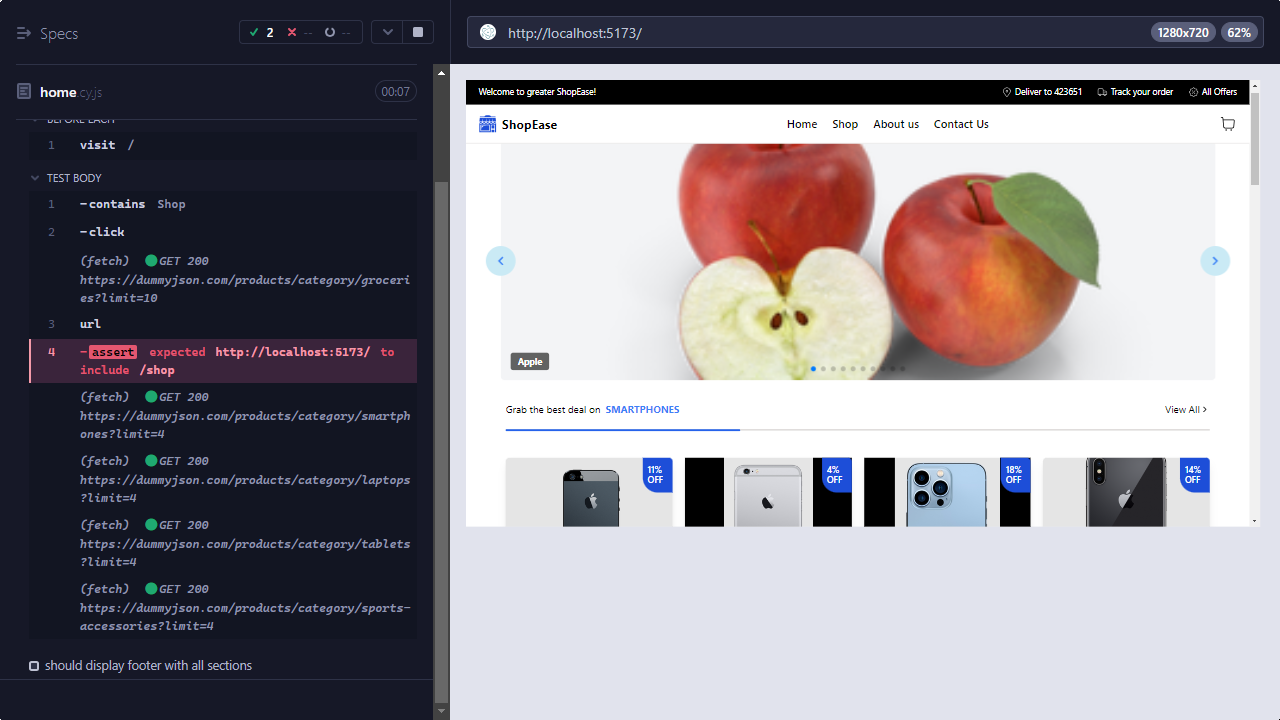 Specs
2 -- --
http://localhost:5173/
1280x720
62%
home.cy.js
00:07
BEFORE EACH
1 visit /
TEST BODY
1 -contains Shop
2 -click
(fetch) GET 200
https://dummyjson.com/products/category/groceri
es?limit=10
3 url
4 -assert expected http://localhost:5173/ to
include /shop
(fetch) GET 200
https://dummyjson.com/products/category/smartph
ones?limit=4
(fetch) GET 200
https://dummyjson.com/products/category/laptops
?limit=4
(fetch) GET 200
https://dummyjson.com/products/category/tablets
?limit=4
(fetch) GET 200
https://dummyjson.com/products/category/sports-
accessories?limit=4
should display footer with all sections
Welcome to greater ShopEase!
Deliver to 423651
Track your order
All Offers
ShopEase
Home Shop About us Contact Us
Apple
Grab the best deal on SMARTPHONES
View All
11%
OFF
4%
OFF
18%
OFF
14%
OFF